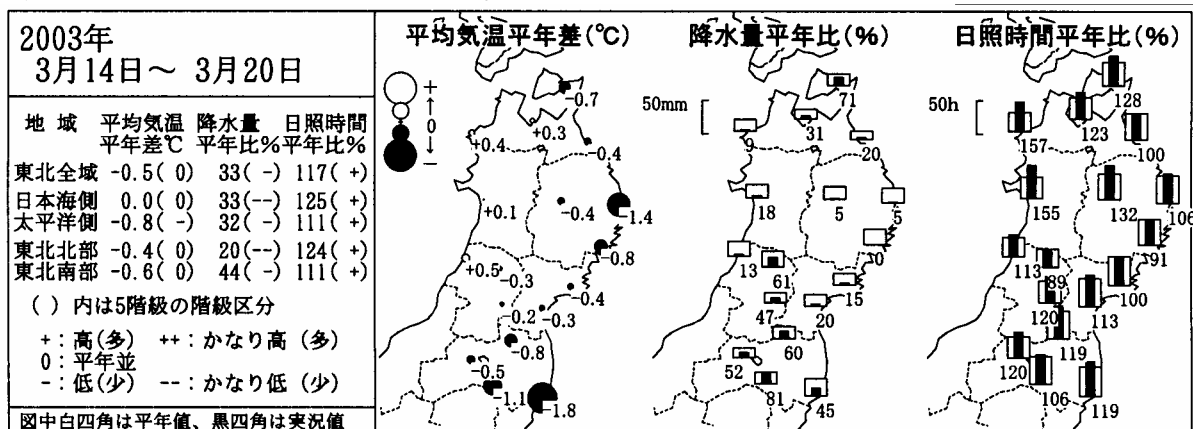 2003年
3月14日～ 3月20日
地 域 平均気温 降水量 日照時間
平年差℃ 平年比% 平年比%
東北全域 -0.5( 0) 33( -) 117( +)
日本海側 0.0( 0) 33(--) 125( +)
太平洋側 -0.8( -) 32( -) 111( +)
東北北部 -0.4( 0) 20(--) 124( +)
東北南部 -0.6( 0) 44( -) 111( +)
( ) 内は5階級の階級区分
+:高(多) ++:かなり高 (多)
0:平年並
-:低(少) --:かなり低 (少)
図中白四角は平年値、黒四角は実況値
平均気温平年差(℃)
+
↑
0
↓
-
-0.7
+0.3
+0.4
-0.4
-0.4
-1.4
+0.1
-0.8
+0.5
-0.3
-0.4
-0.2
-0.3
-0.8
-0.5
-1.1
-1.8
降水量平年比(%)
50mm
71
31
9
20
18
5
5
0
13
61
15
47
20
60
52
81
45
日照時間平年比(%)
50h
128
123
157
100
155
132
106
91
113
89
100
120
113
119
120
106
119